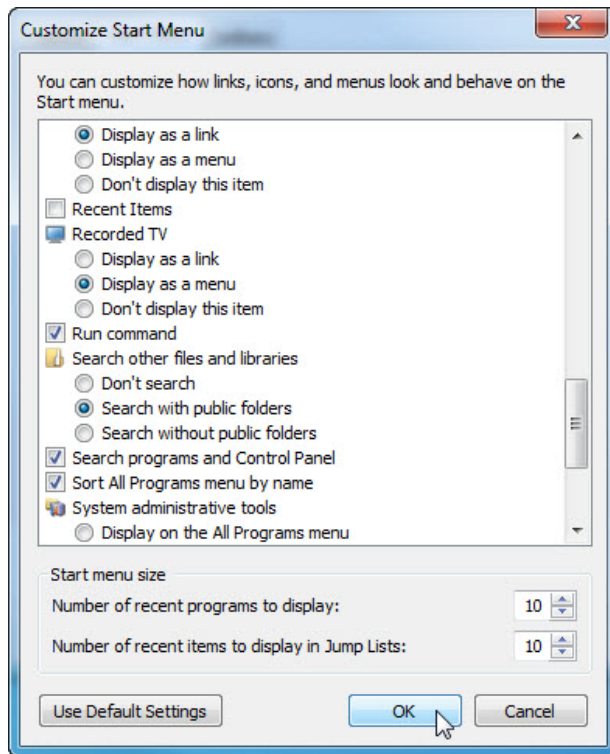 Customize Start Menu
You can customize how links, icons, and menus look and behave on the
Start menu.
Display as a link
Display as a menu
Don't display this item
Recent Items
Recorded TV
Display as a link
Display as a menu
Don't display this item
Run command
Search other files and libraries
Don't search
Search with public folders
Search without public folders
Search programs and Control Panel
Sort All Programs menu by name
System administrative tools
Display on the All Programs menu
Start menu size
Number of recent programs to display: 10
Number of recent items to display in Jump Lists: 10
Use Default Settings OK Cancel